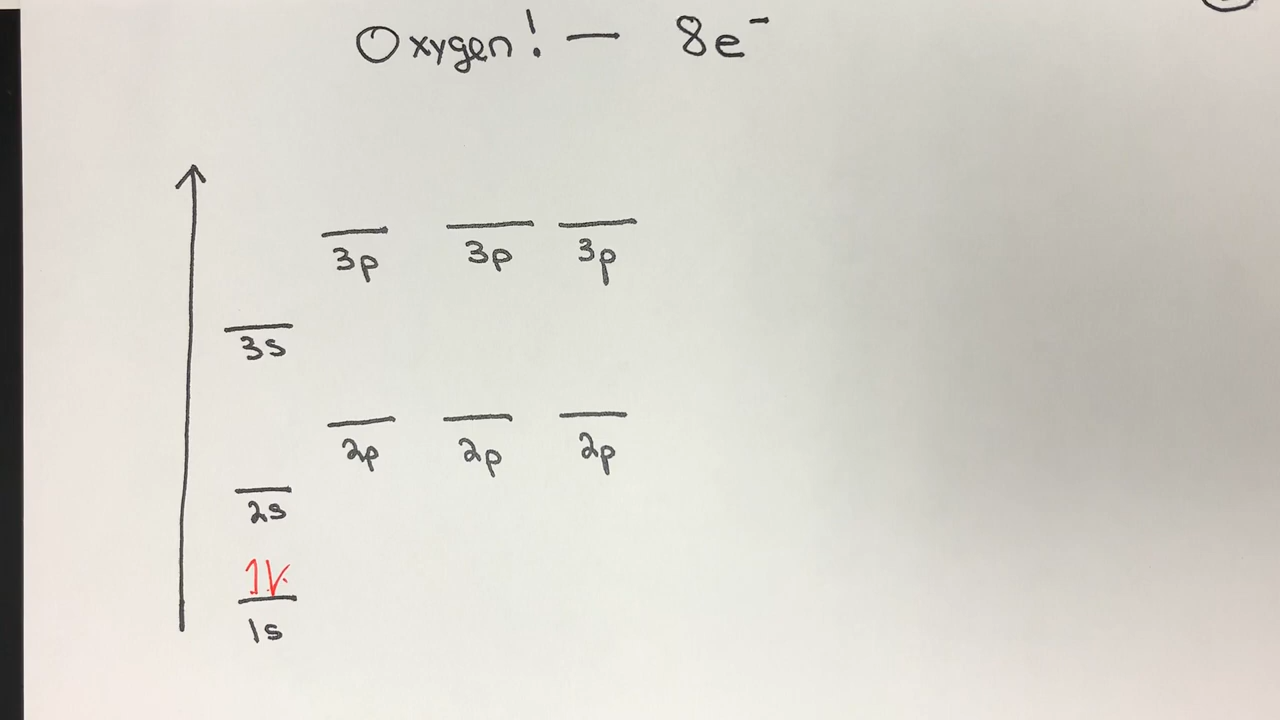 Oxygen! — 8e⁻
3p 3p 3p
3s
2p 2p 2p
2s
1s